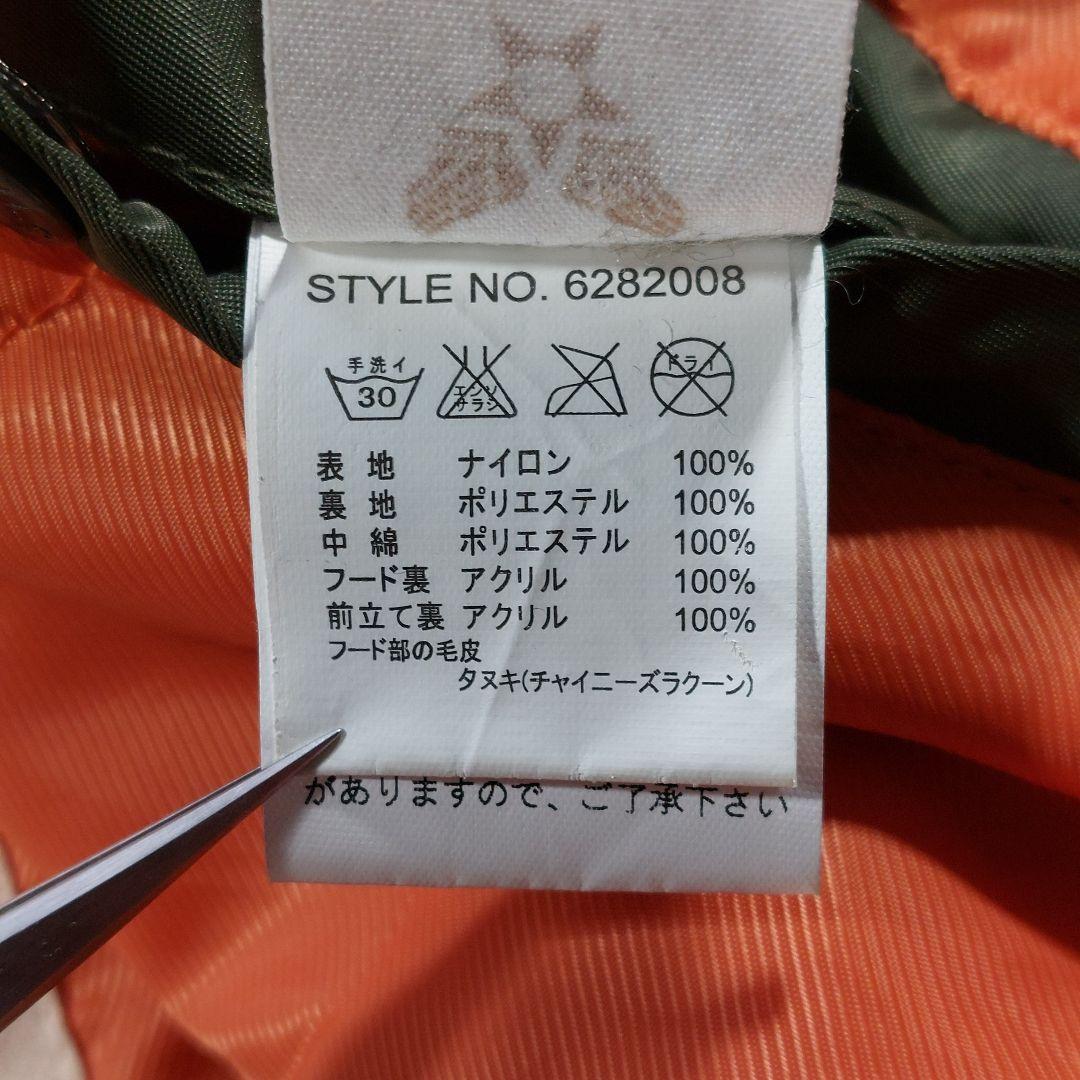 STYLE NO. 6282008
手洗イ エンソ ドライ
30 サラシ
表地 ナイロン 100%
裏地 ポリエステル 100%
中綿 ポリエステル 100%
フード裏 アクリル 100%
前立て裏 アクリル 100%
フード部の毛皮
タヌキ(チャイニーズラクーン)
がありますので、ご了承下さい